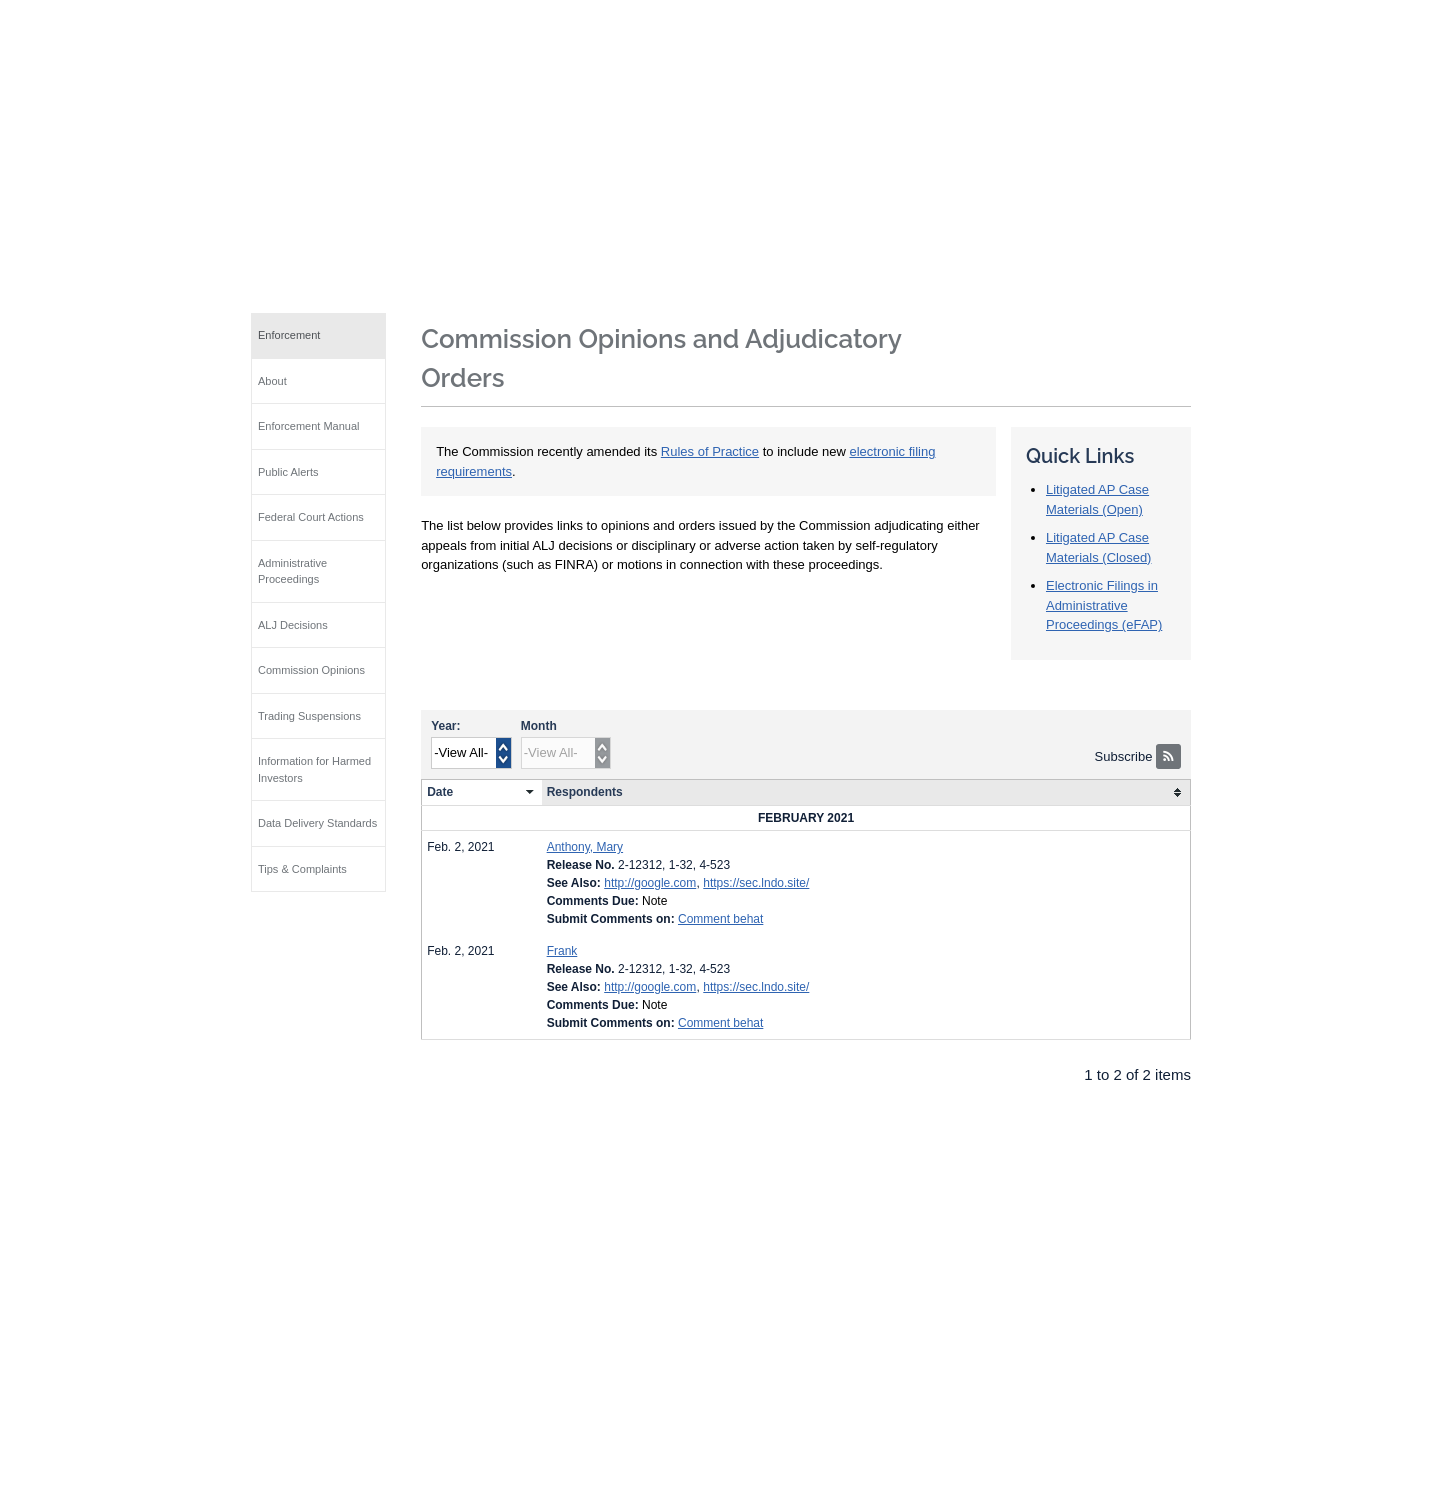 Enforcement
About
Enforcement Manual
Public Alerts
Federal Court Actions
Administrative
Proceedings
ALJ Decisions
Commission Opinions
Trading Suspensions
Information for Harmed
Investors
Data Delivery Standards
Tips & Complaints
Commission Opinions and Adjudicatory
Orders
The Commission recently amended its Rules of Practice to include new electronic filing
requirements.
The list below provides links to opinions and orders issued by the Commission adjudicating either
appeals from initial ALJ decisions or disciplinary or adverse action taken by self-regulatory
organizations (such as FINRA) or motions in connection with these proceedings.
Quick Links
Litigated AP Case
Materials (Open)
Litigated AP Case
Materials (Closed)
Electronic Filings in
Administrative
Proceedings (eFAP)
Year: Month
-View All- -View All-
Subscribe
Date Respondents
FEBRUARY 2021
Feb. 2, 2021 Anthony, Mary
Release No. 2-12312, 1-32, 4-523
See Also: http://google.com, https://sec.lndo.site/
Comments Due: Note
Submit Comments on: Comment behat
Feb. 2, 2021 Frank
Release No. 2-12312, 1-32, 4-523
See Also: http://google.com, https://sec.lndo.site/
Comments Due: Note
Submit Comments on: Comment behat
1 to 2 of 2 items